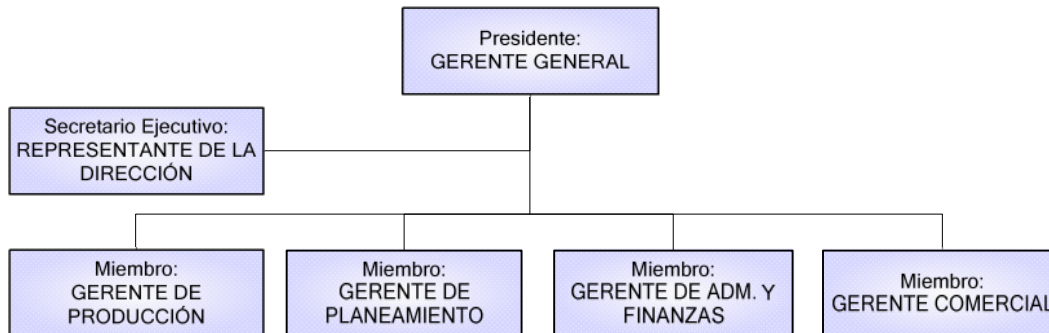 Presidente:
GERENTE GENERAL
Secretario Ejecutivo:
REPRESENTANTE DE LA
DIRECCIÓN
Miembro:
GERENTE DE
PRODUCCIÓN
Miembro:
GERENTE DE
PLANEAMIENTO
Miembro:
GERENTE DE ADM. Y
FINANZAS
Miembro:
GERENTE COMERCIAL